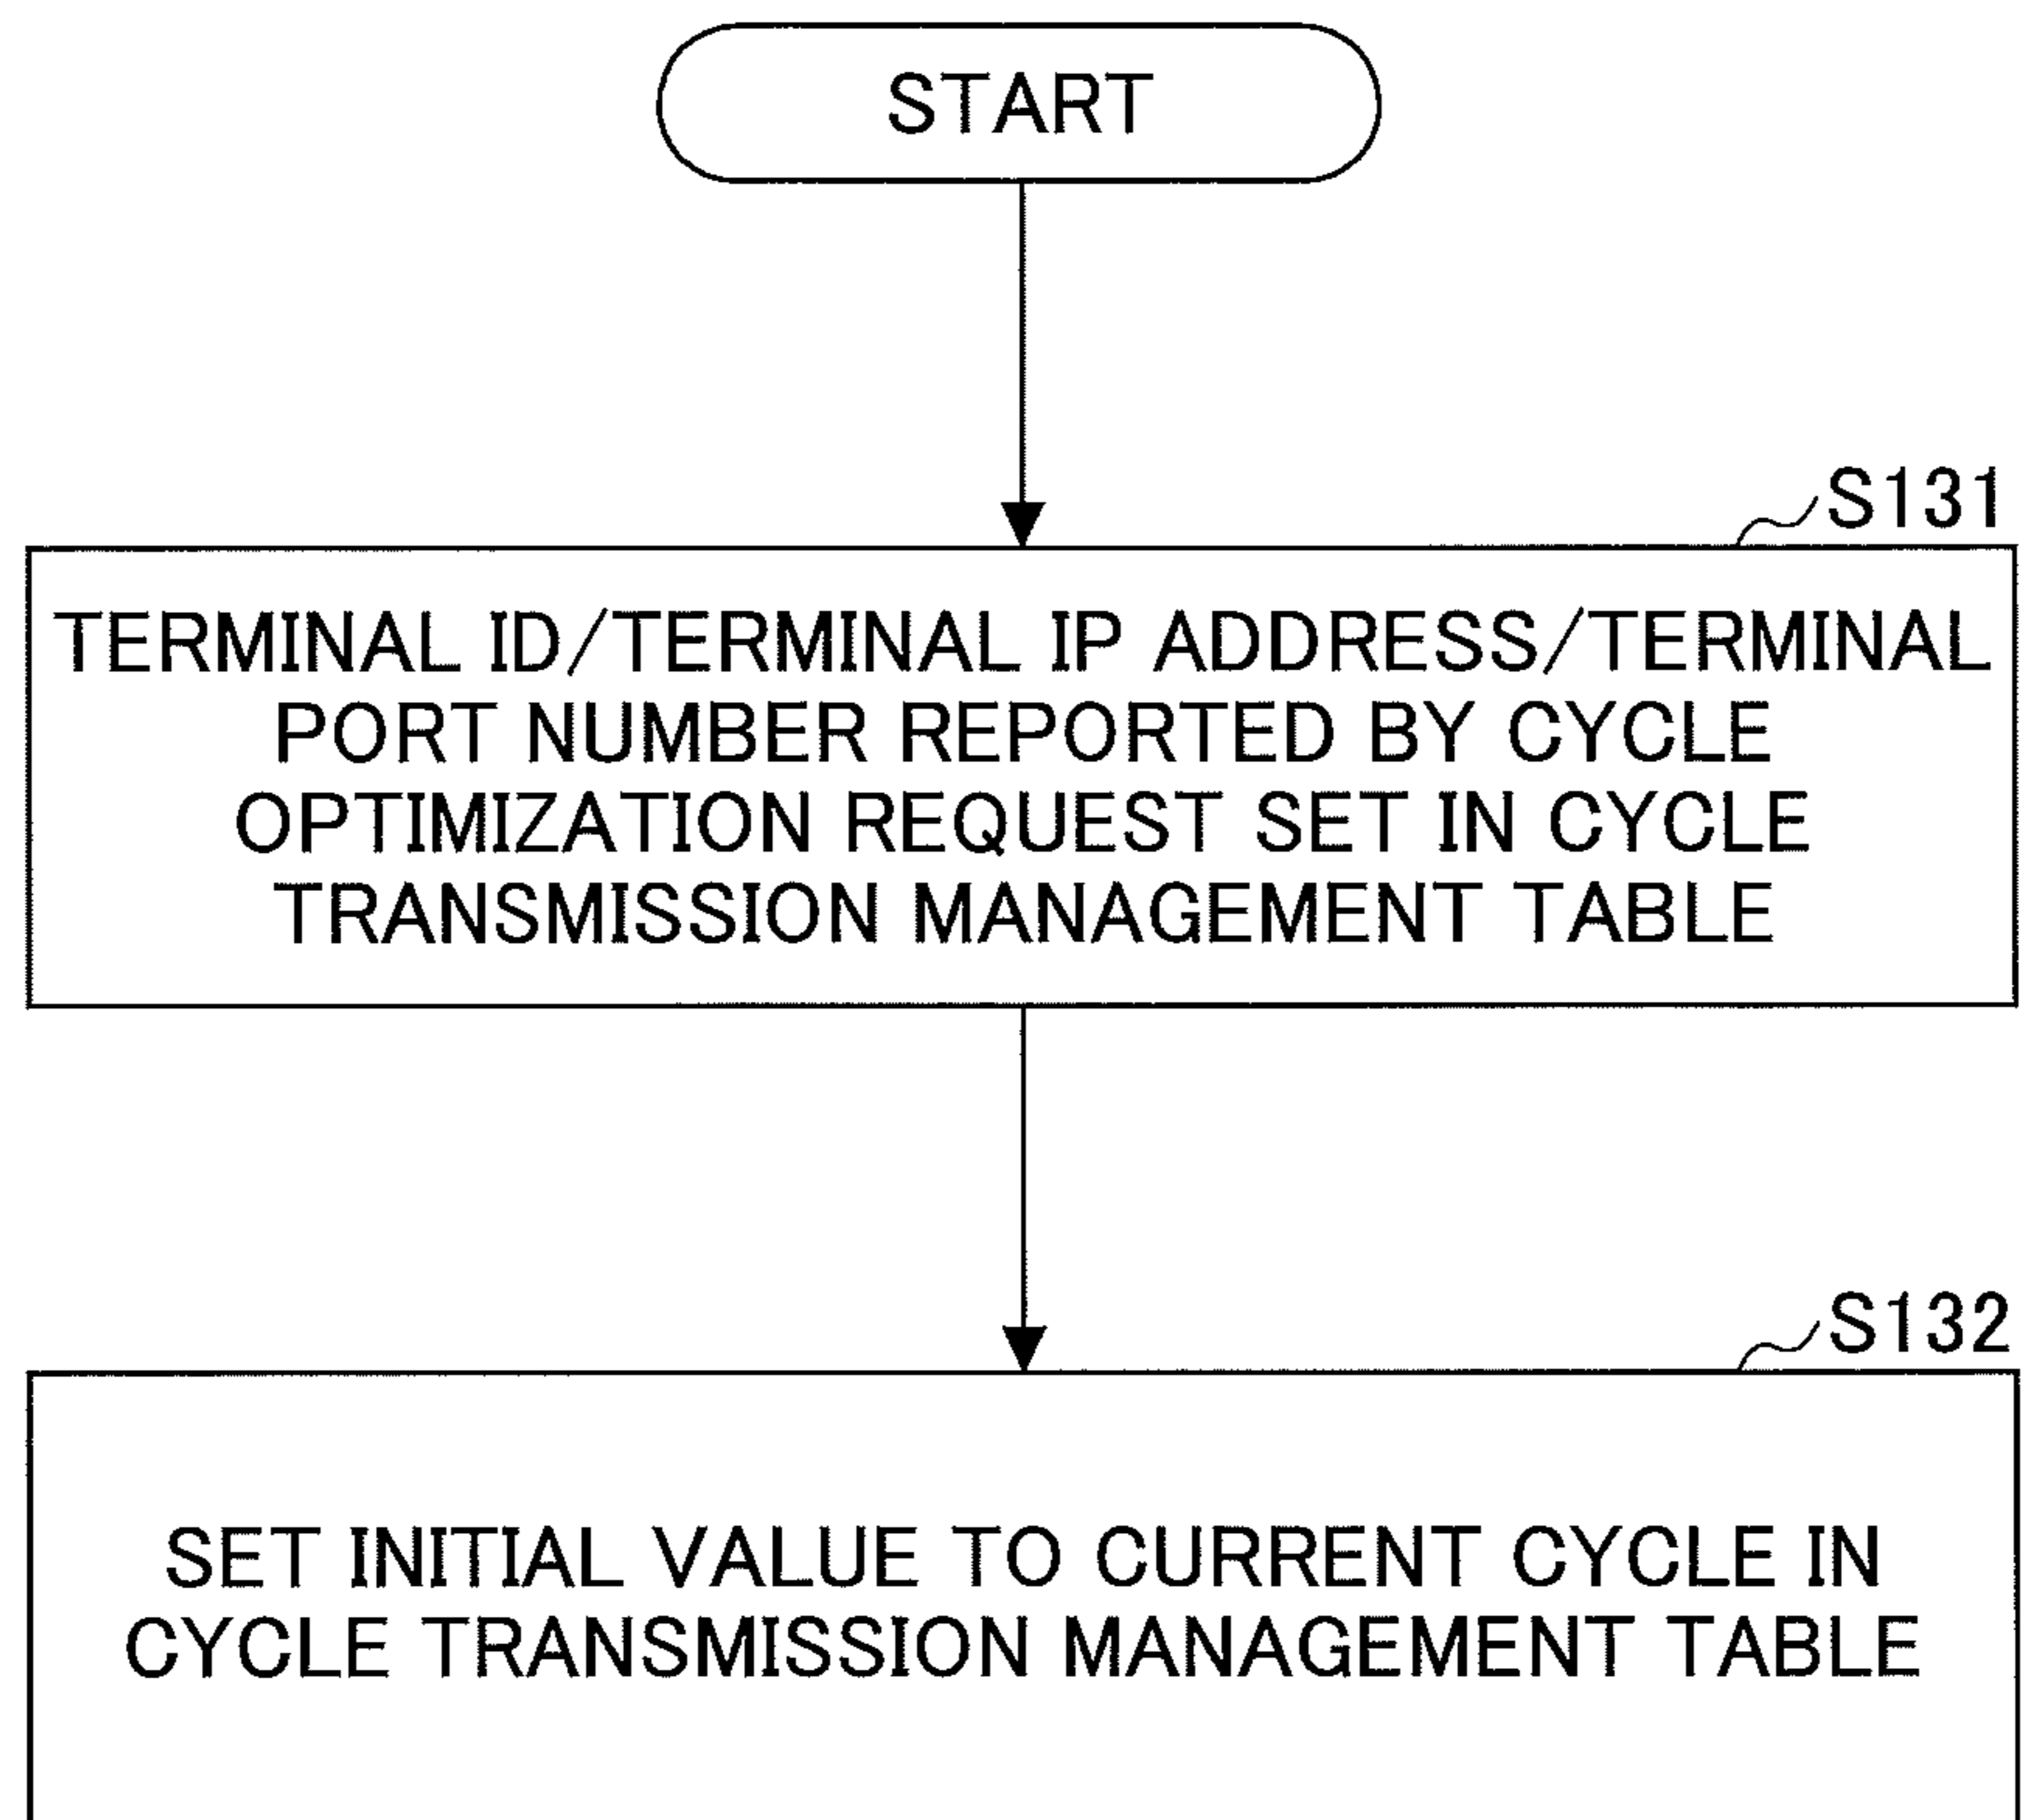 START
S131
TERMINAL ID/TERMINAL IP ADDRESS/TERMINAL
PORT NUMBER REPORTED BY CYCLE
OPTIMIZATION REQUEST SET IN CYCLE
TRANSMISSION MANAGEMENT TABLE
S132
SET INITIAL VALUE TO CURRENT CYCLE IN
CYCLE TRANSMISSION MANAGEMENT TABLE